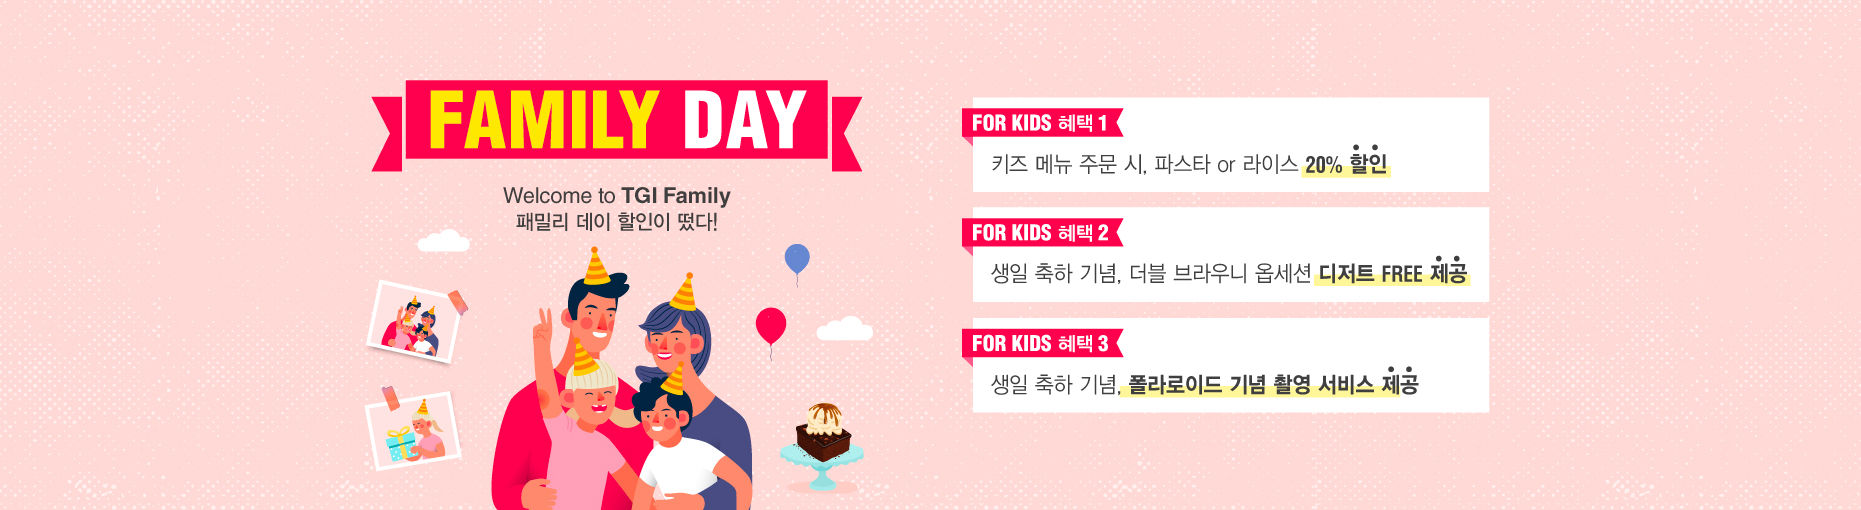 FAMILY DAY
Welcome to TGI Family
패밀리 데이 할인이 떴다!
FOR KIDS 혜택 1
키즈 메뉴 주문 시, 파스타 or 라이스 20% 할인
FOR KIDS 혜택 2
생일 축하 기념, 더블 브라우니 옵세션 디저트 FREE 제공
FOR KIDS 혜택 3
생일 축하 기념, 폴라로이드 기념 촬영 서비스 제공